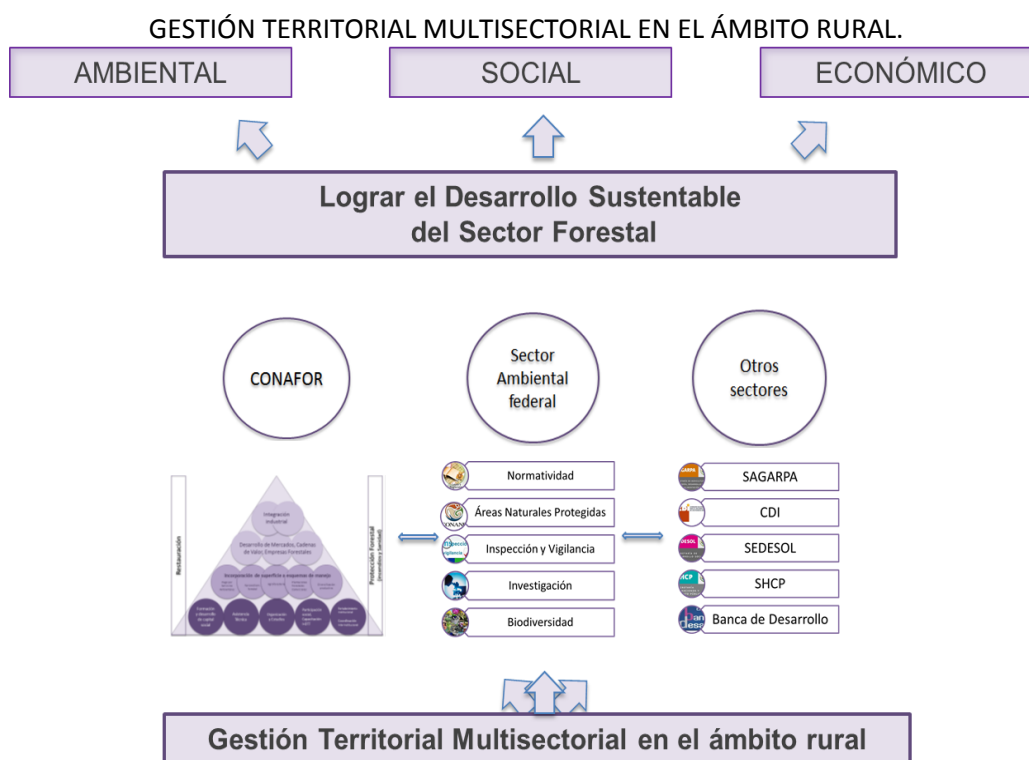 GESTIÓN TERRITORIAL MULTISECTORIAL EN EL ÁMBITO RURAL.
AMBIENTAL
SOCIAL
ECONÓMICO
Lograr el Desarrollo Sustentable
del Sector Forestal
CONAFOR
Sector
Ambiental
federal
Otros
sectores
Restauración
Integración
Industrial
Desarrollo de Mercados, Cadenas
de Valor, Empresas Forestales
Incorporación de superficie a esquemas de manejo
Protección Forestal
(Incendios y Sanidad)
Normatividad
Áreas Naturales Protegidas
Inspección y Vigilancia
Investigación
Biodiversidad
SAGARPA
CDI
SEDESOL
SHCP
Banca de Desarrollo
Gestión Territorial Multisectorial en el ámbito rural